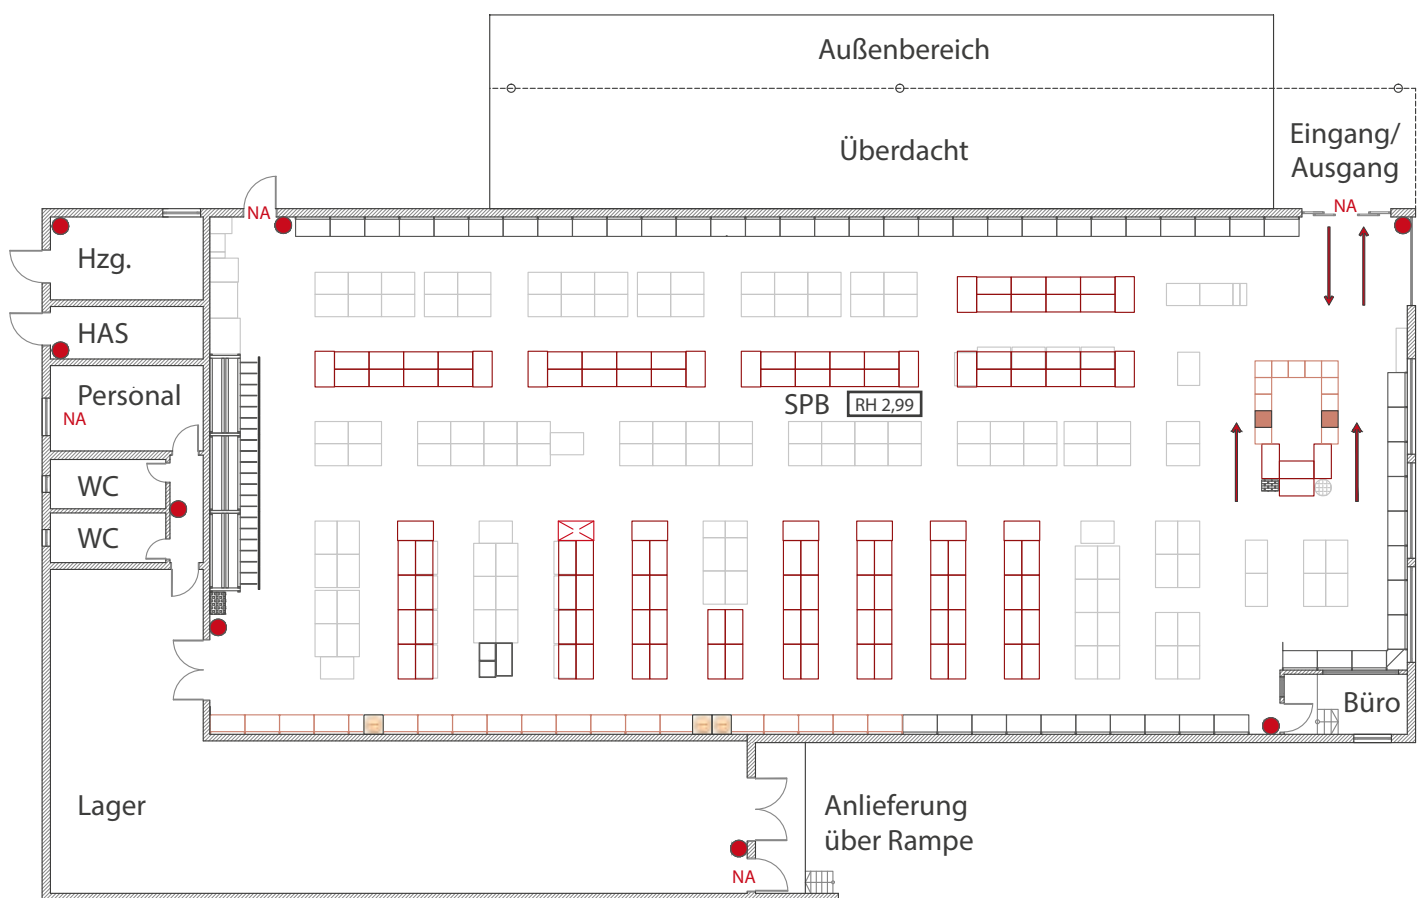 Außenbereich
Überdacht
Eingang/
Ausgang
NA
NA
Hzg.
HAS
Personal
NA
SPB
RH 2,99
WC
WC
Büro
Lager
Anlieferung
über Rampe
NA